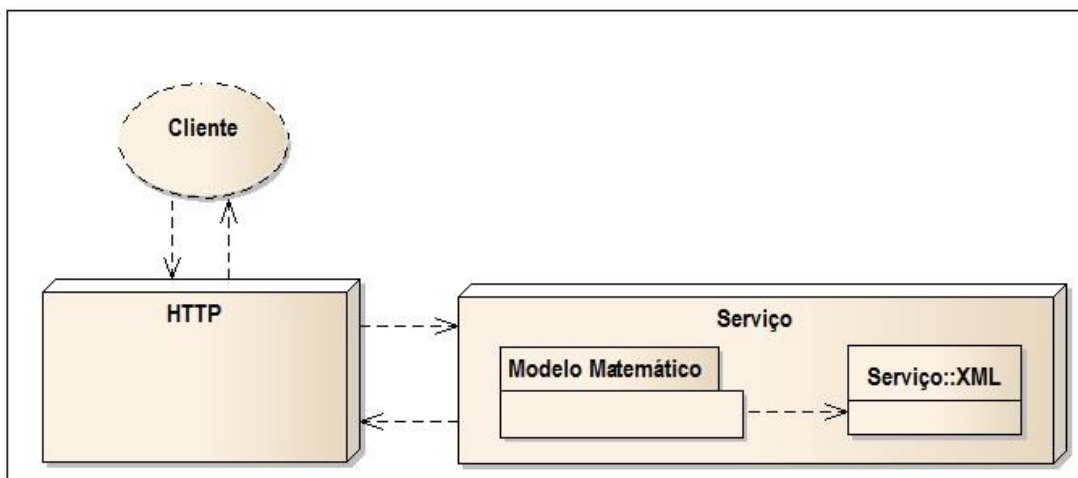 Cliente
HTTP
Serviço
Modelo Matemático
Serviço::XML